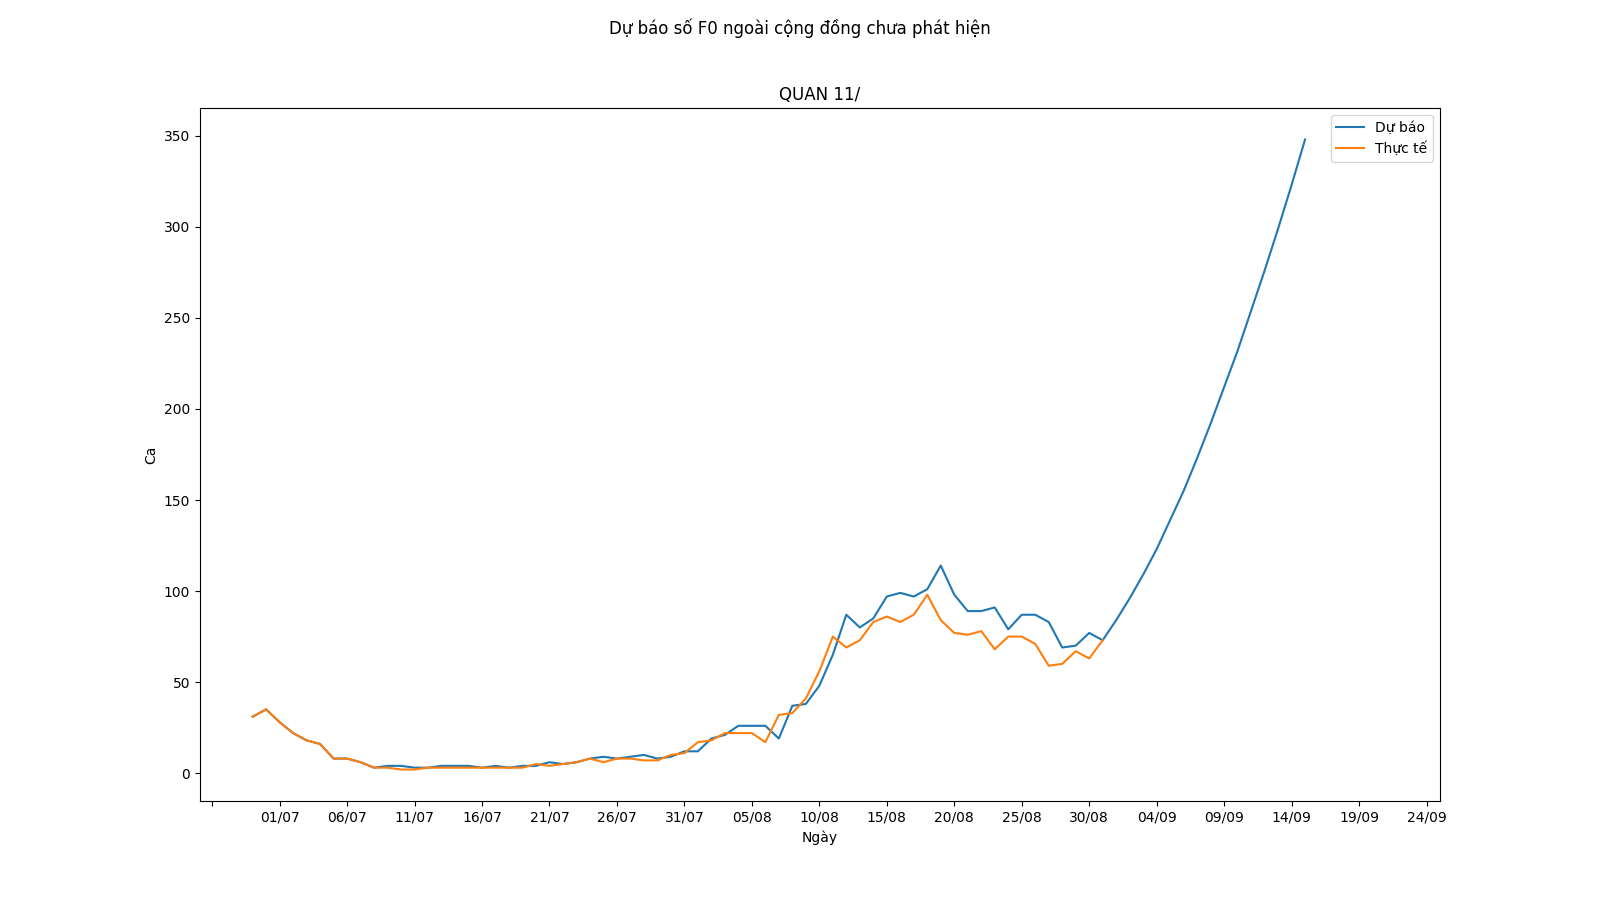 Dự báo số F0 ngoài cộng đồng chưa phát hiện
QUAN 11/
Dự báo
Thực tế
350
300
250
200
150
100
50
0
Ca
01/07 06/07 11/07 16/07 21/07 26/07 31/07 05/08 10/08 15/08 20/08 25/08 30/08 04/09 09/09 14/09 19/09 24/09
Ngày